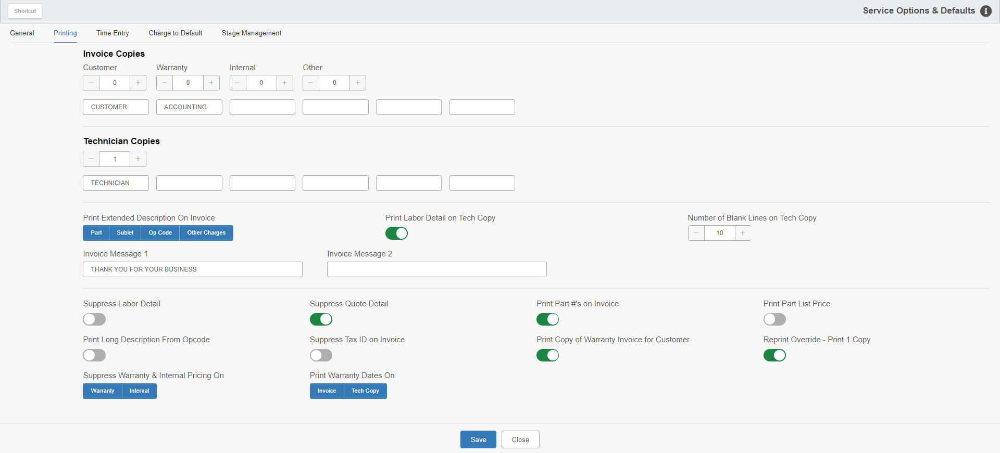 Shortcut
Service Options & Defaults
General Printing Time Entry Charge to Default Stage Management
Invoice Copies
Customer Warranty Internal Other
− 0 + − 0 + − 0 + − 0 +
CUSTOMER ACCOUNTING
Technician Copies
− 1 +
TECHNICIAN
Print Extended Description On Invoice Print Labor Detail on Tech Copy Number of Blank Lines on Tech Copy
Part Sublet Op Code Other Charges − 10 +
Invoice Message 1 Invoice Message 2
THANK YOU FOR YOUR BUSINESS
Suppress Labor Detail Suppress Quote Detail Print Part #'s on Invoice Print Part List Price
Print Long Description From Opcode Suppress Tax ID on Invoice Print Copy of Warranty Invoice for Customer Reprint Override - Print 1 Copy
Suppress Warranty & Internal Pricing On Print Warranty Dates On
Warranty Internal Invoice Tech Copy
Save Close